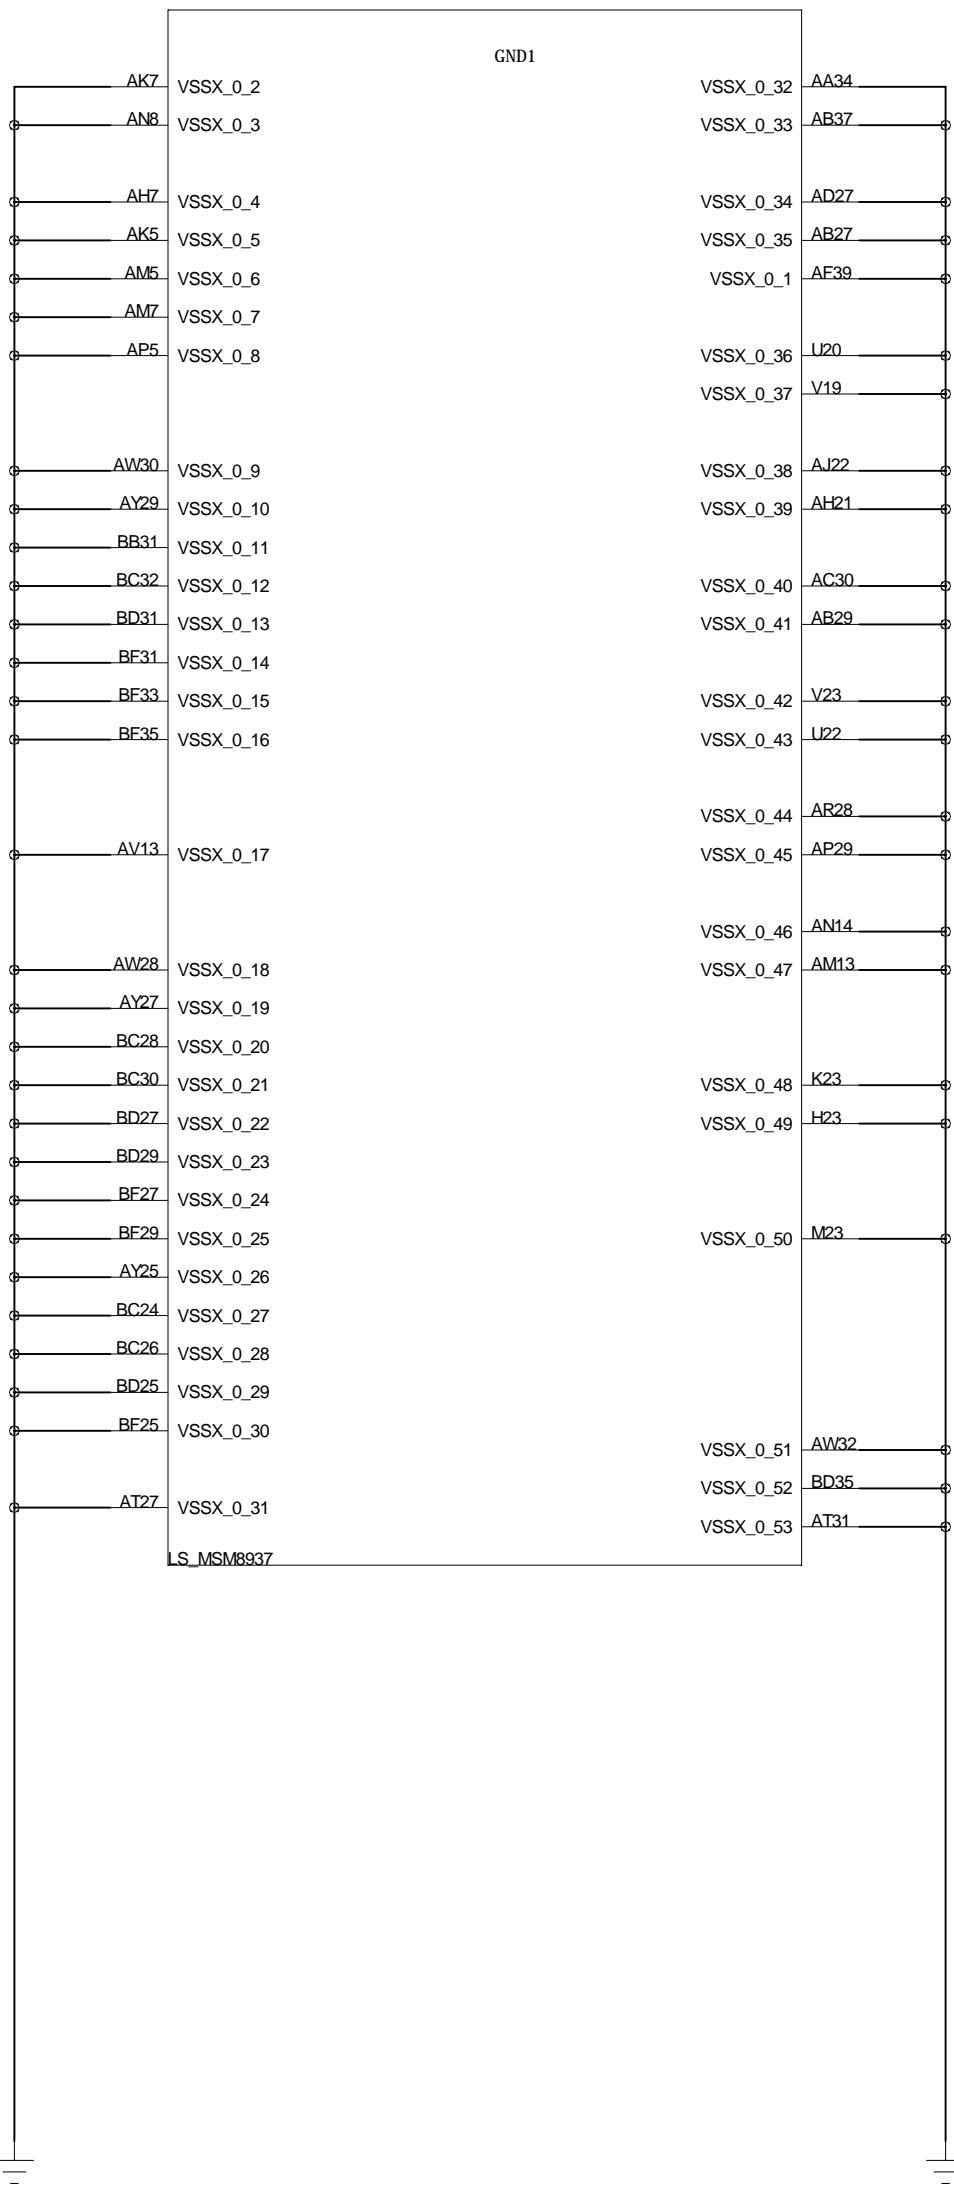 GND1
AK7 VSSX_0_2 VSSX_0_32 AA34
AN8 VSSX_0_3 VSSX_0_33 AB37
AH7 VSSX_0_4 VSSX_0_34 AD27
AK5 VSSX_0_5 VSSX_0_35 AB27
AM5 VSSX_0_6 VSSX_0_1 AF39
AM7 VSSX_0_7
AP5 VSSX_0_8 VSSX_0_36 U20
VSSX_0_37 V19
AW30 VSSX_0_9 VSSX_0_38 AJ22
AY29 VSSX_0_10 VSSX_0_39 AH21
BB31 VSSX_0_11
BC32 VSSX_0_12 VSSX_0_40 AC30
BD31 VSSX_0_13 VSSX_0_41 AB29
BF31 VSSX_0_14
BF33 VSSX_0_15 VSSX_0_42 V23
BF35 VSSX_0_16 VSSX_0_43 U22
VSSX_0_44 AR28
AV13 VSSX_0_17 VSSX_0_45 AP29
VSSX_0_46 AN14
AW28 VSSX_0_18 VSSX_0_47 AM13
AY27 VSSX_0_19
BC28 VSSX_0_20
BC30 VSSX_0_21 VSSX_0_48 K23
BD27 VSSX_0_22 VSSX_0_49 H23
BD29 VSSX_0_23
BF27 VSSX_0_24
BF29 VSSX_0_25 VSSX_0_50 M23
AY25 VSSX_0_26
BC24 VSSX_0_27
BC26 VSSX_0_28
BD25 VSSX_0_29
BF25 VSSX_0_30
VSSX_0_51 AW32
VSSX_0_52 BD35
AT27 VSSX_0_31
VSSX_0_53 AT31
LS_MSM8937